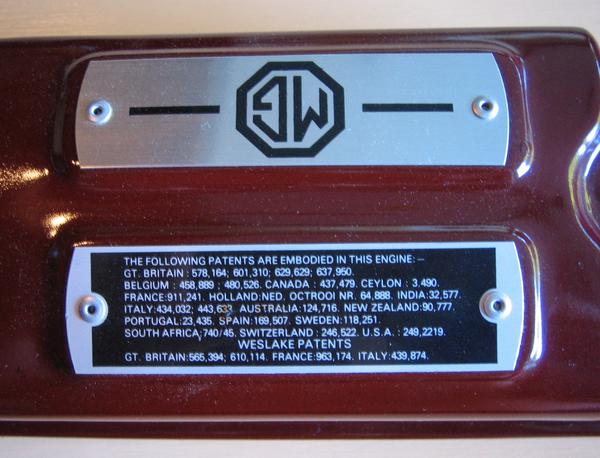 MG
THE FOLLOWING PATENTS ARE EMBODIED IN THIS ENGINE:—
GT. BRITAIN : 578,164; 601,310; 629,629; 637,950.
BELGIUM : 458,889 ; 480,526. CANADA : 437,479. CEYLON : 3.490.
FRANCE:911,241. HOLLAND:NED. OCTROOI NR. 64,888. INDIA:32,577.
ITALY:434,032; 443,633. AUSTRALIA:124,716. NEW ZEALAND:90,777.
PORTUGAL:23,435. SPAIN:169,507. SWEDEN:118,251.
SOUTH AFRICA,740/45. SWITZERLAND : 246,522. U.S.A. : 249,2219.
WESLAKE PATENTS
GT. BRITAIN:565,394; 610,114. FRANCE:963,174. ITALY:439,874.